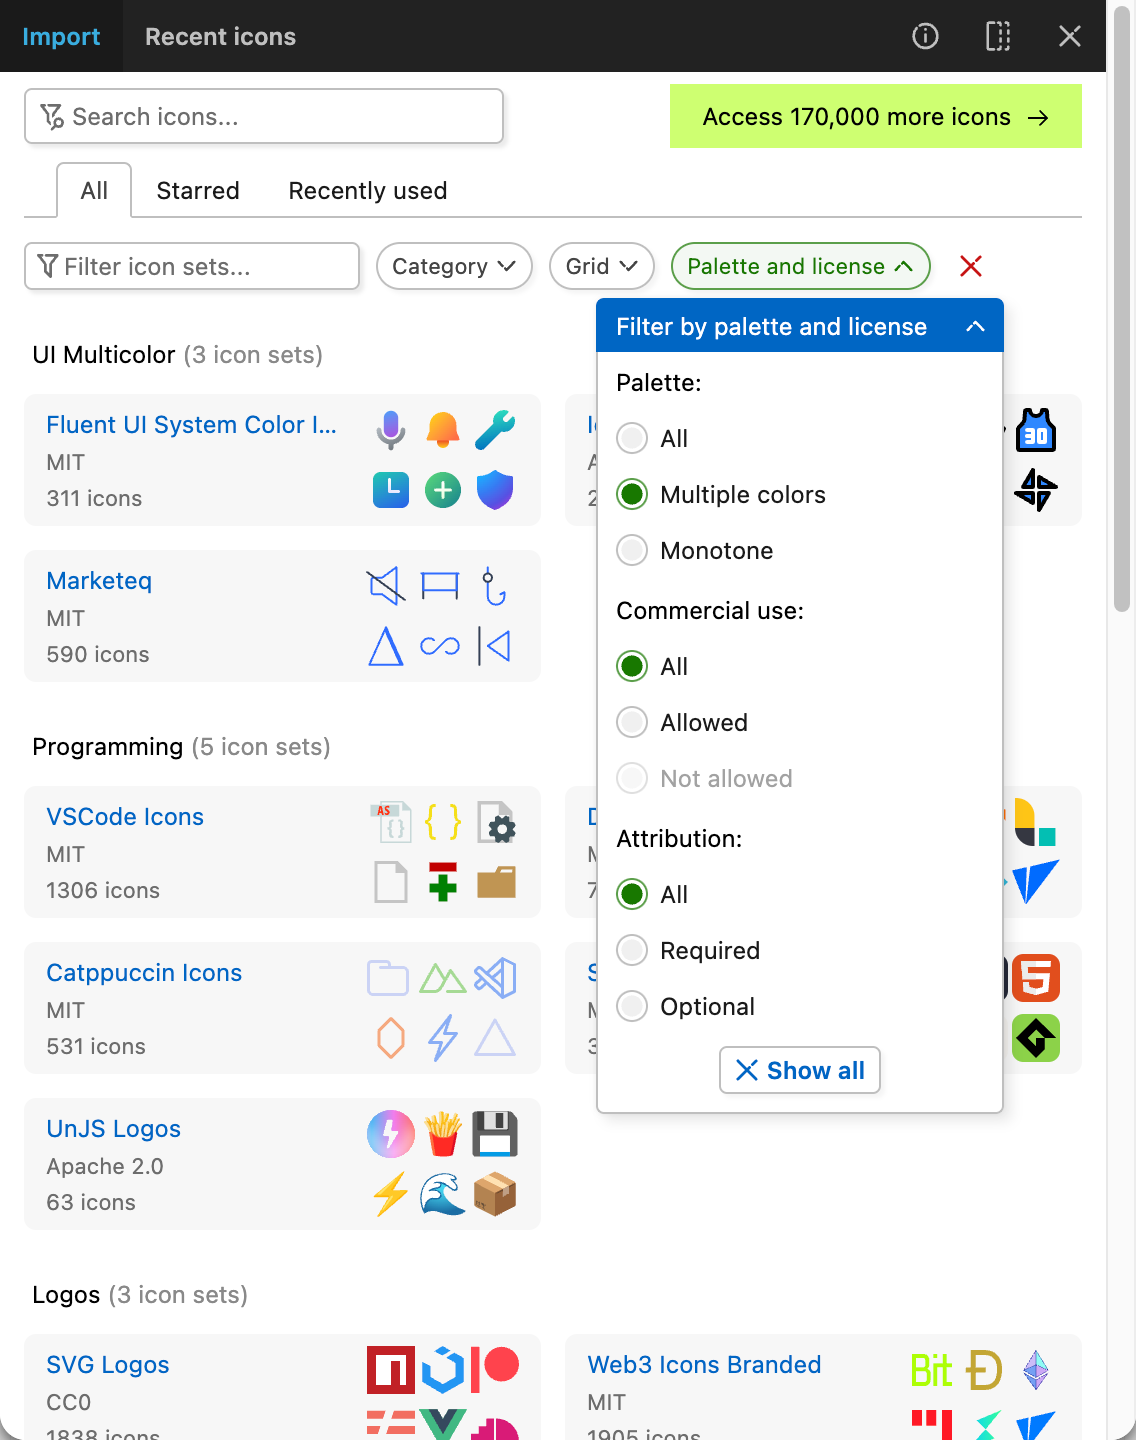 Import
Recent icons
Search icons...
Access 170,000 more icons →
All
Starred
Recently used
Filter icon sets...
Category
Grid
Palette and license
Filter by palette and license
Palette:
All
Multiple colors
Monotone
Commercial use:
All
Allowed
Not allowed
Attribution:
All
Required
Optional
Show all
UI Multicolor (3 icon sets)
Fluent UI System Color I...
MIT
311 icons
30
Marketeq
MIT
590 icons
Programming (5 icon sets)
VSCode Icons
MIT
1306 icons
AS
{}
{ }
Catppuccin Icons
MIT
531 icons
UnJS Logos
Apache 2.0
63 icons
Logos (3 icon sets)
SVG Logos
CC0
1838 icons
Web3 Icons Branded
MIT
1905 icons
Bit